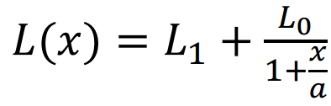 L(x) = L₁ + L₀/(1+x/a)